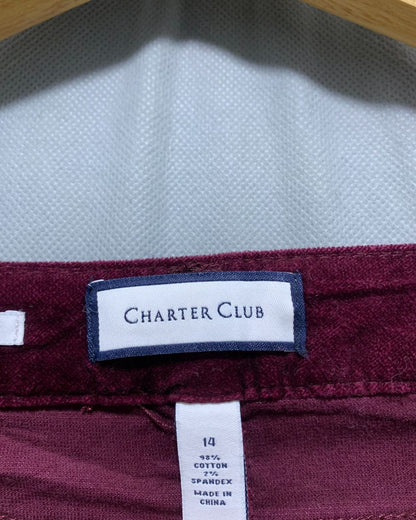 CHARTER CLUB
14
98%
COTTON
2%
SPANDEX
MADE IN
CHINA